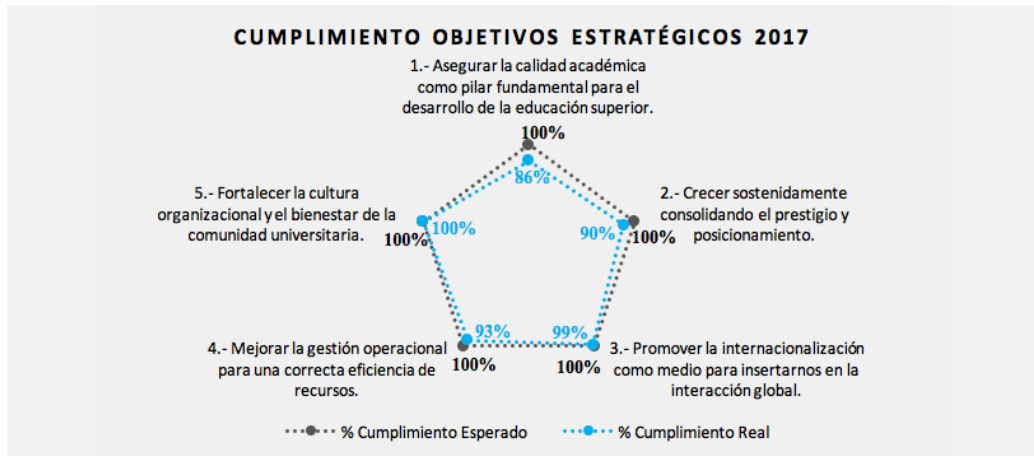 CUMPLIMIENTO OBJETIVOS ESTRATÉGICOS 2017
1.- Asegurar la calidad académica
como pilar fundamental para el
desarrollo de la educación superior.
100%
86%
5.- Fortalecer la cultura
organizacional y el bienestar de la
comunidad universitaria.
100%
100%
2.- Crecer sostenidamente
consolidando el prestigio y
posicionamiento.
90%
100%
4.- Mejorar la gestión operacional
para una correcta eficiencia de
recursos.
93%
100%
99%
100%
3.- Promover la internacionalización
como medio para insertarnos en la
interacción global.
% Cumplimiento Esperado
% Cumplimiento Real